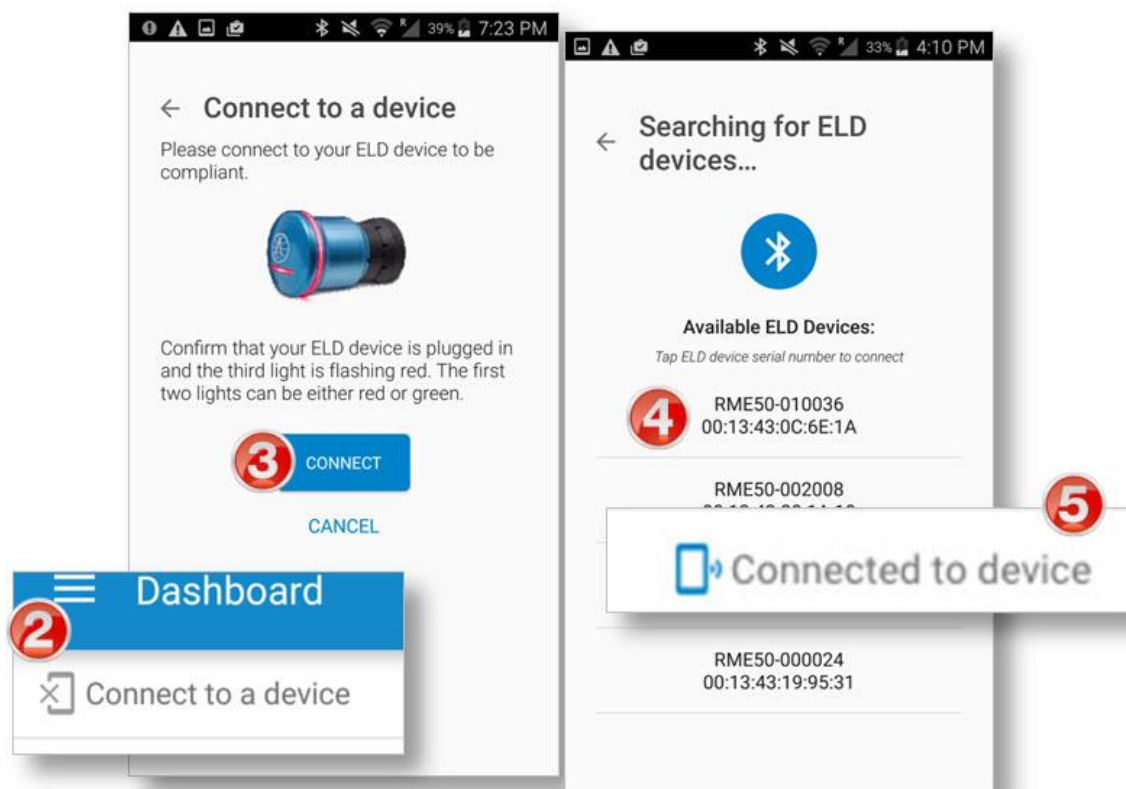 39% 7:23 PM
Connect to a device
Please connect to your ELD device to be
compliant.
Confirm that your ELD device is plugged in
and the third light is flashing red. The first
two lights can be either red or green.
3
CONNECT
CANCEL
Dashboard
2
Connect to a device
R 33% 4:10 PM
Searching for ELD
devices...
Available ELD Devices:
Tap ELD device serial number to connect
4
RME50-010036
00:13:43:0C:6E:1A
RME50-002008
5
Connected to device
RME50-000024
00:13:43:19:95:31